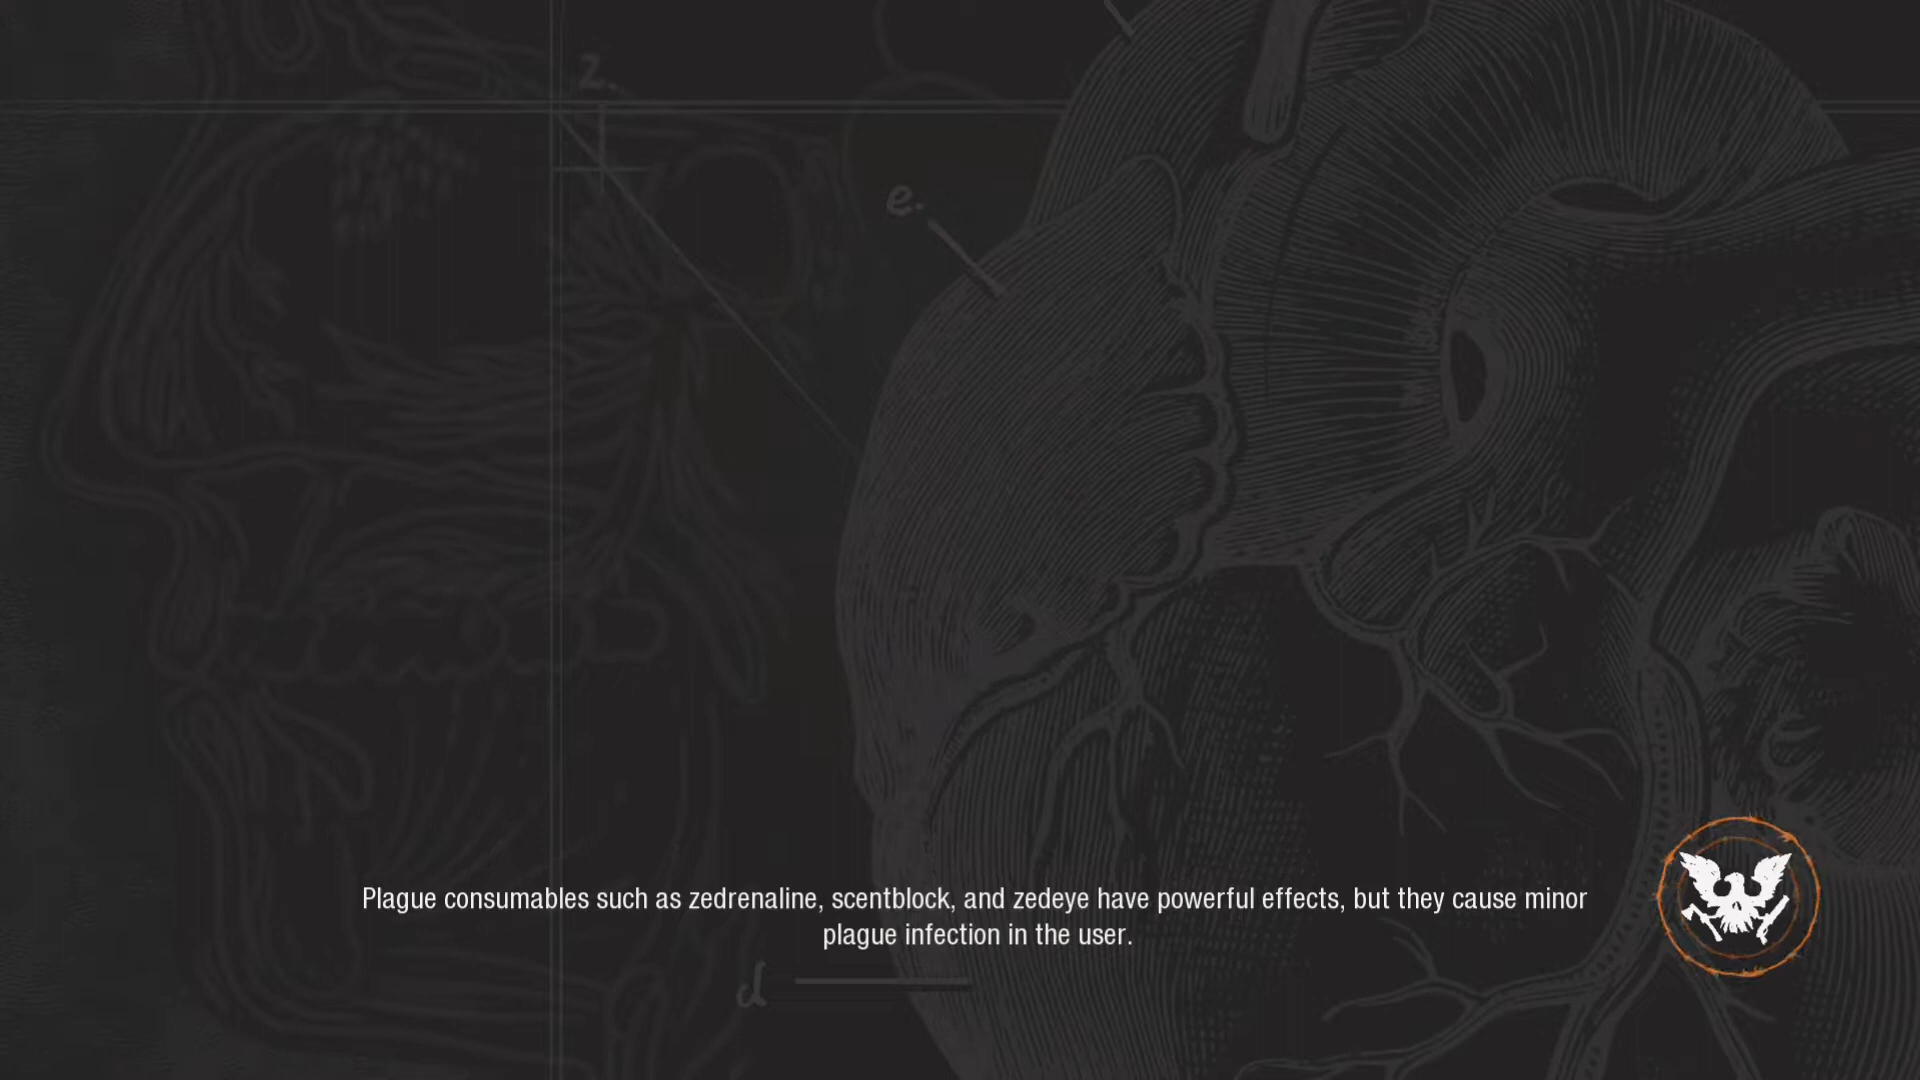 z.
e.
Plague consumables such as zedrenaline, scentblock, and zedeye have powerful effects, but they cause minor
plague infection in the user.
d